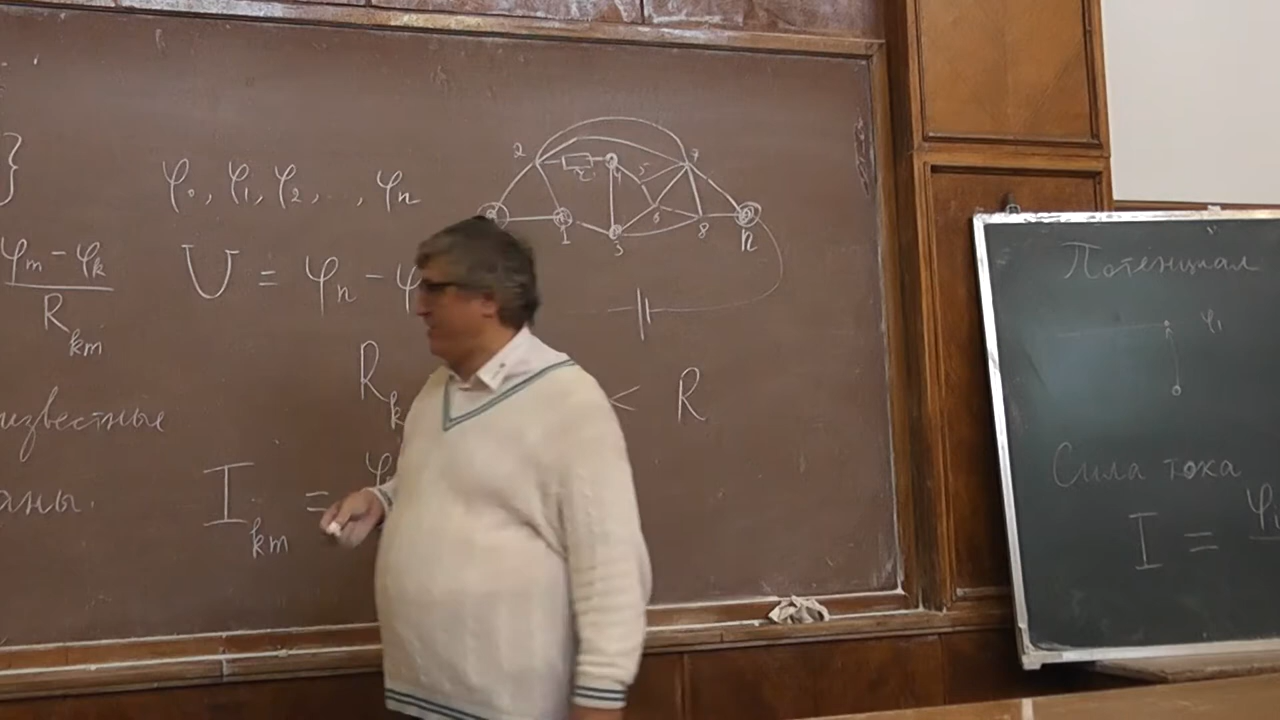 }
φ₀, φ₁, φ₂, ..., φₙ
φₘ - φₖ
Rₖₘ
U = φₙ - φ
Rₖ
< R
известные
аны.
Iₖₘ =
2
r
4
5
7
6
1
3
8
n
Потенциал
φ₁
Сила тока
I =